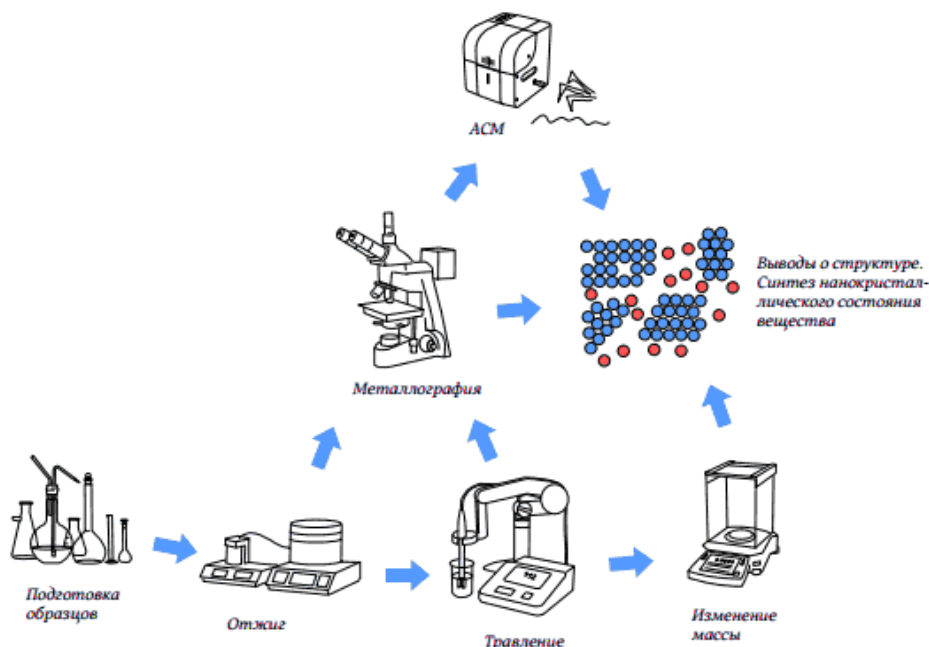 АСМ
Выводы о структуре.
Синтез нанокристал-
лического состояния
вещества
Металлография
Подготовка
образцов
Отжиг
Травление
Изменение
массы